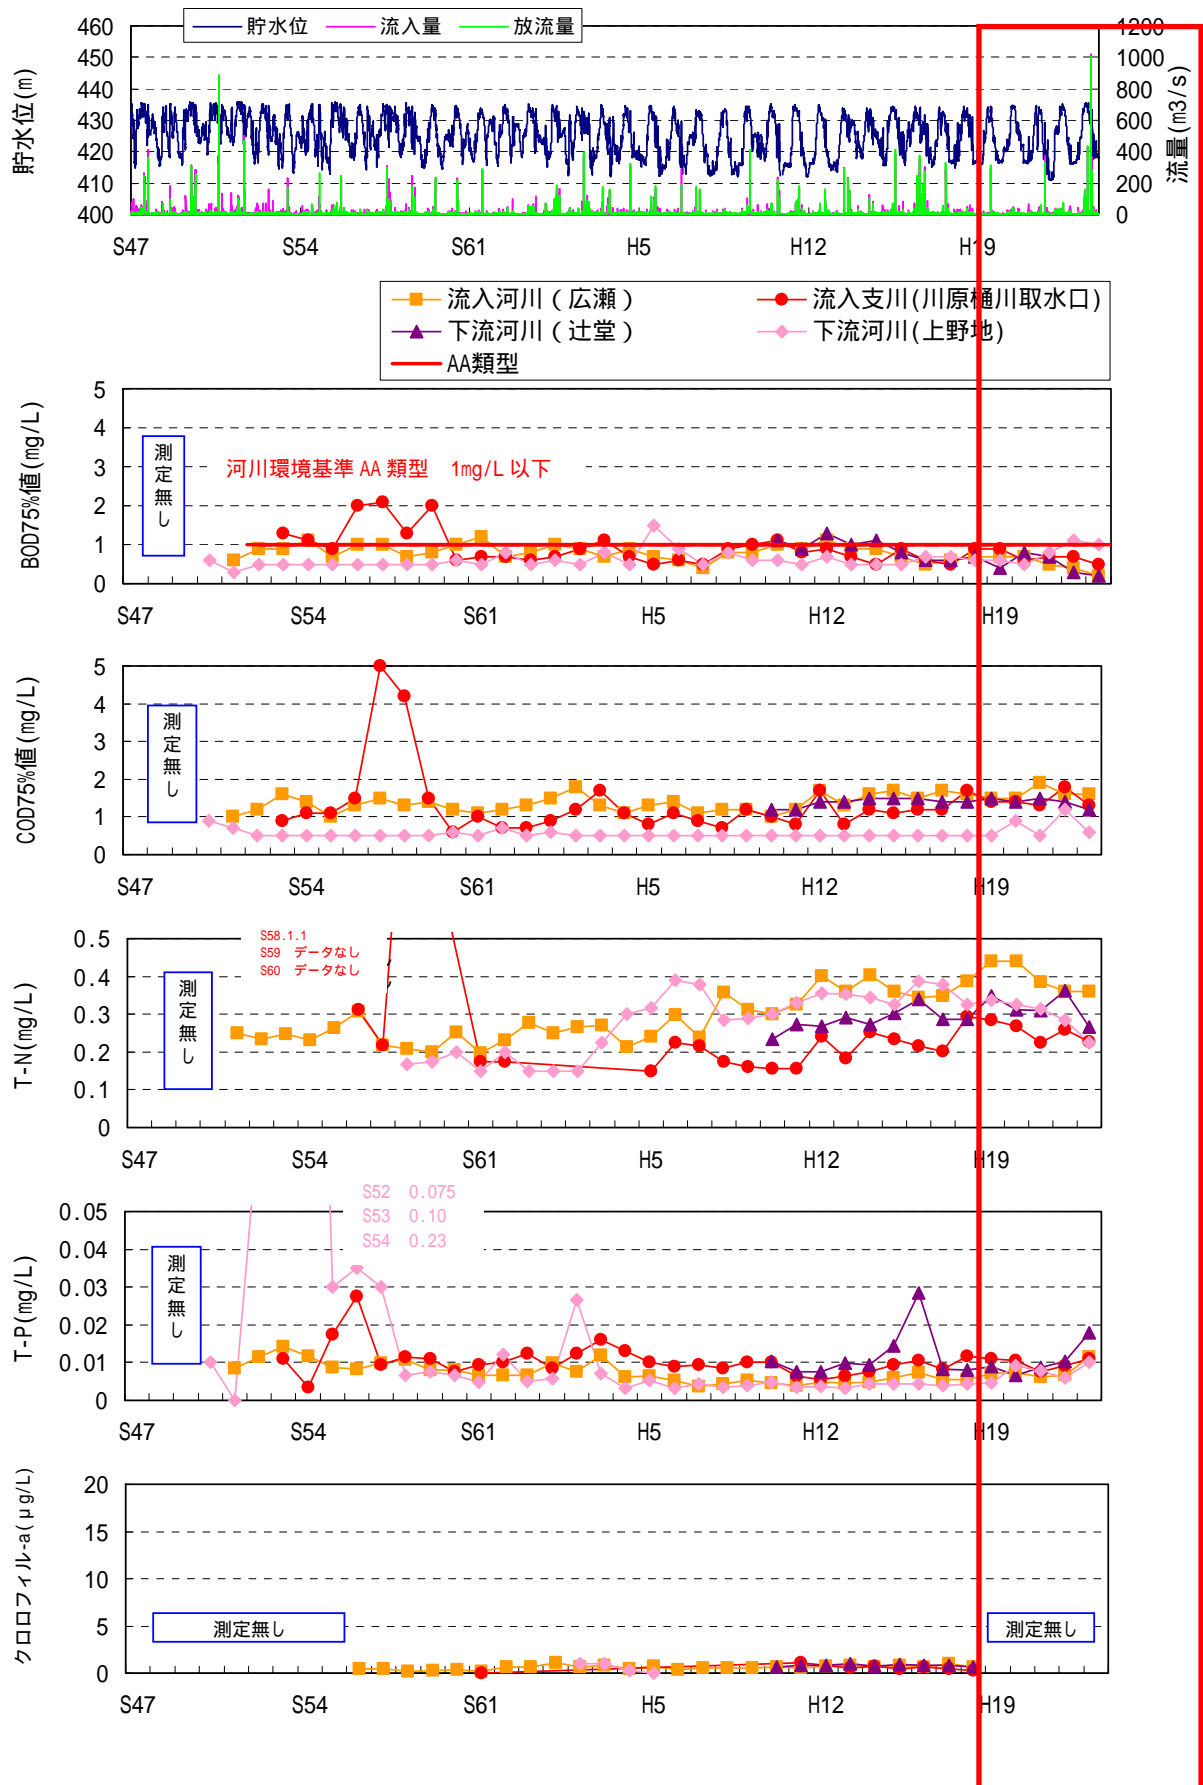 貯水位 流入量 放流量
460
450
440
430
420
410
400
貯水位(m)
1200
1000
800
600
400
200
0
流量(m3/s)
S47 S54 S61 H5 H12 H19
流入河川（広瀬） 流入支川(川原樋川取水口)
下流河川（辻堂） 下流河川(上野地)
AA類型
5
4
3
2
1
0
BOD75%値(mg/L)
測定無し
河川環境基準 AA 類型 1mg/L 以下
S47 S54 S61 H5 H12 H19
5
4
3
2
1
0
COD75%値(mg/L)
測定無し
S47 S54 S61 H5 H12 H19
0.5
0.4
0.3
0.2
0.1
0
T-N(mg/L)
測定無し
S58.1.1
S59 データなし
S60 データなし
S47 S54 S61 H5 H12 H19
0.05
0.04
0.03
0.02
0.01
0
T-P(mg/L)
測定無し
S52 0.075
S53 0.10
S54 0.23
S47 S54 S61 H5 H12 H19
20
15
10
5
0
クロロフィル-a(μg/L)
測定無し
測定無し
S47 S54 S61 H5 H12 H19